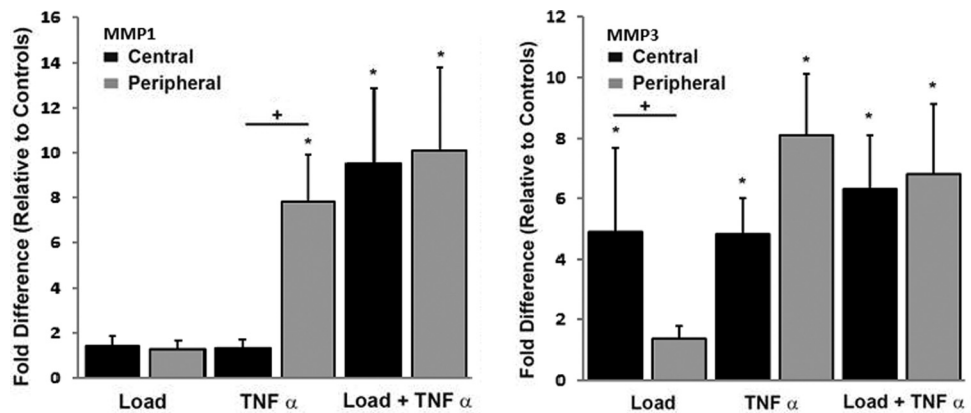 Fold Difference (Relative to Controls)
16
14
12
10
8
6
4
2
0
MMP1
Central
Peripheral
+
*
*
*
Load
TNF α
Load + TNF α
Fold Difference (Relative to Controls)
12
10
8
6
4
2
0
MMP3
Central
Peripheral
+
*
*
*
*
*
Load
TNF α
Load + TNF α